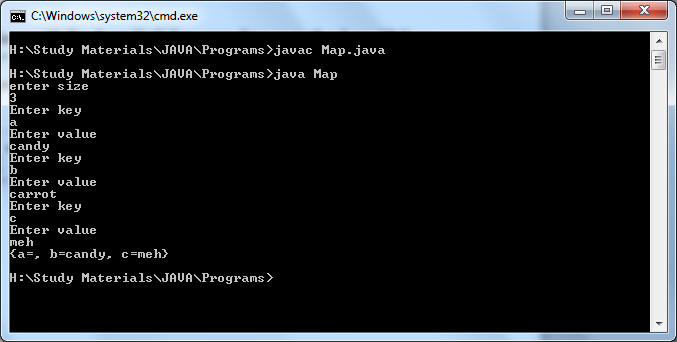 C:\Windows\system32\cmd.exe
H:\Study Materials\JAVA\Programs>javac Map.java
H:\Study Materials\JAVA\Programs>java Map
enter size
3
Enter key
a
Enter value
candy
Enter key
b
Enter value
carrot
Enter key
c
Enter value
meh
{a=, b=candy, c=meh}
H:\Study Materials\JAVA\Programs>